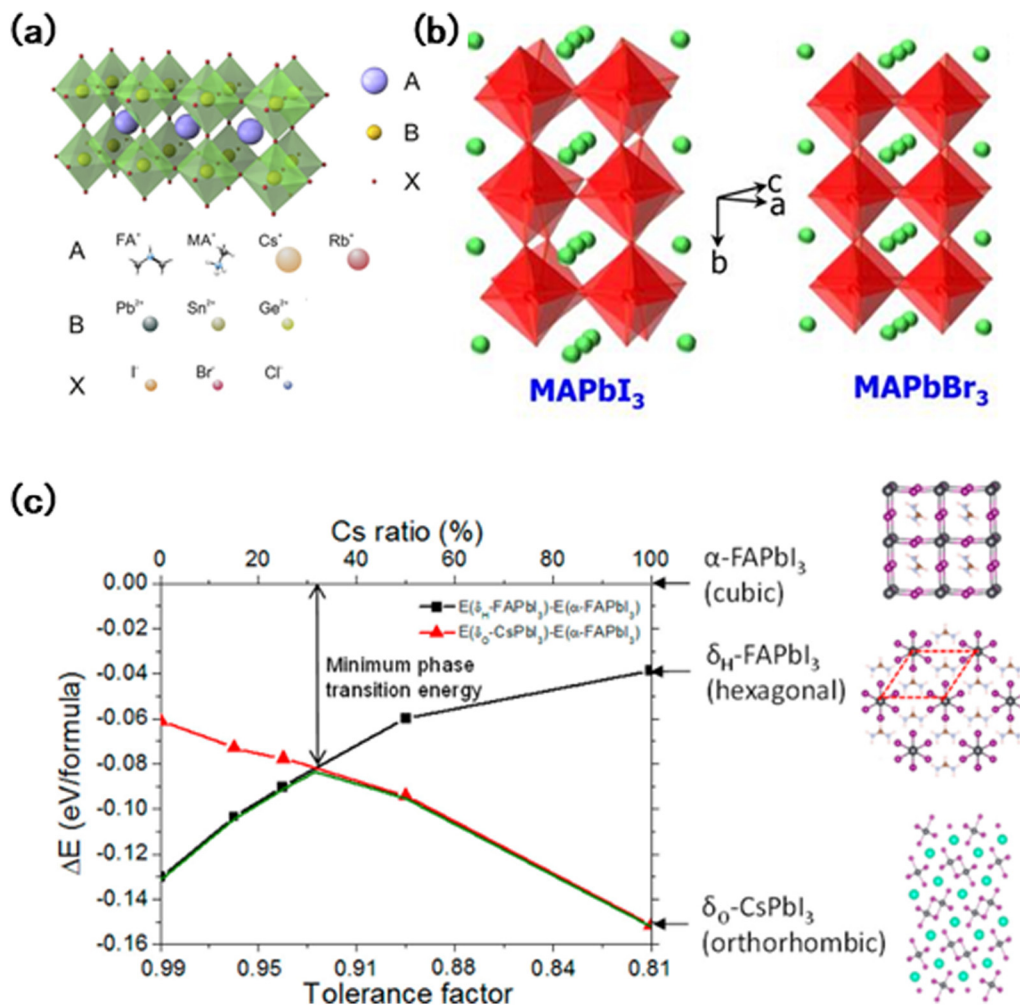 (a)
A
B
X
A
FA⁺ MA⁺ Cs⁺ Rb⁺
B
Pb²⁺ Sn²⁺ Ge²⁺
X
I⁻ Br⁻ Cl⁻
(b)
c
a
b
MAPbI₃
MAPbBr₃
(c)
Cs ratio (%)
0 20 40 60 80 100
0.00
-0.02
-0.04
-0.06
-0.08
-0.10
-0.12
-0.14
-0.16
ΔE (eV/formula)
E(δH-FAPbI₃)-E(α-FAPbI₃)
E(δO-CsPbI₃)-E(α-FAPbI₃)
Minimum phase
transition energy
0.99 0.95 0.91 0.88 0.84 0.81
Tolerance factor
α-FAPbI₃
(cubic)
δH-FAPbI₃
(hexagonal)
δO-CsPbI₃
(orthorhombic)